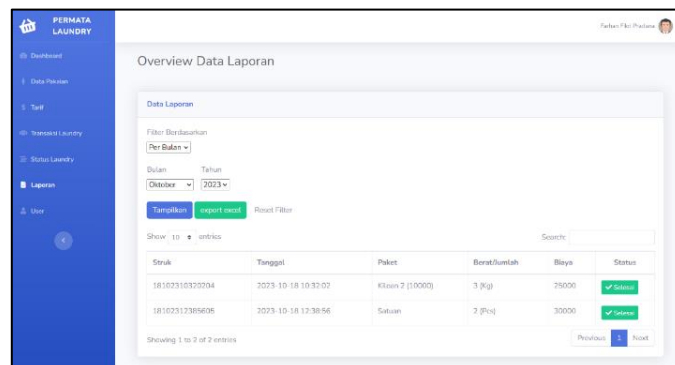 PERMATA
LAUNDRY
Dashboard
Data Pakaian
Tarif
Transaksi Laundry
Status Laundry
Laporan
User
Overview Data Laporan
Data Laporan
Filter Berdasarkan
Per Bulan
Bulan Tahun
Oktober 2023
Tampilkan export excel Reset Filter
Show 10 entries Search:
Struk Tanggal Paket Berat/Jumlah Biaya Status
18102310320204 2023-10-18 10:32:02 2 (10000) 3 (Kg) 25000 Selesai
18102312385605 2023-10-18 12:38:56 Satuan 2 (Pcs) 30000 Selesai
Showing 1 to 2 of 2 entries
Previous 1 Next